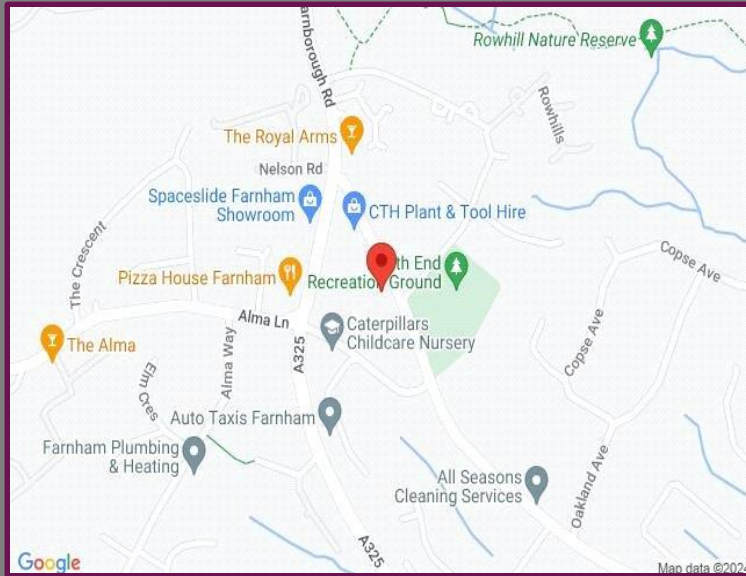 arnborough Rd
Rowhill Nature Reserve
Rowhills
The Royal Arms
Nelson Rd
Spaceslide Farnham
Showroom
CTH Plant & Tool Hire
The Crescent
Copse Ave
th End
Recreation Ground
Pizza House Farnham
Alma Ln
Caterpillars
Childcare Nursery
Copse Ave
The Alma
Alma Way
A325
Elm Cres
Auto Taxis Farnham
Farnham Plumbing
& Heating
All Seasons
Cleaning Services
Oakland Ave
A325
Google
Map data ©2024